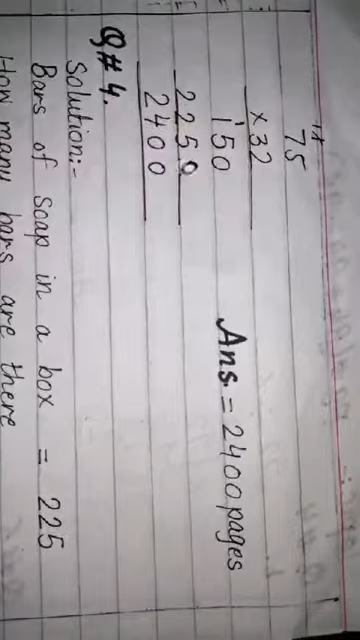 75
×32
150
2250
2400
Ans. = 2400 pages
Q# 4.
Solution:-
Bars of soap in a box = 225
How many bars are there